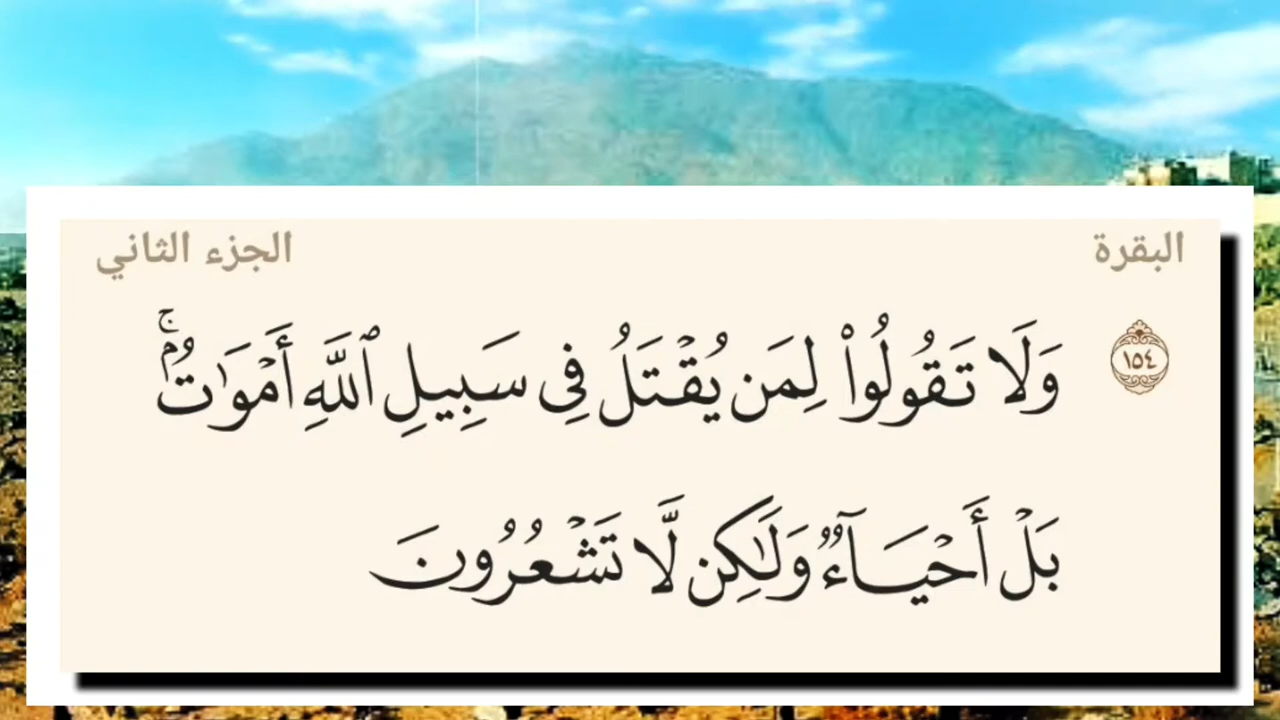 البقرة الجزء الثاني
١٥٤ وَلَا تَقُولُوا۟ لِمَن يُقْتَلُ فِى سَبِيلِ ٱللَّهِ أَمْوَٰتٌۢ ۚ
بَلْ أَحْيَآءٌ وَلَـٰكِن لَّا تَشْعُرُونَ